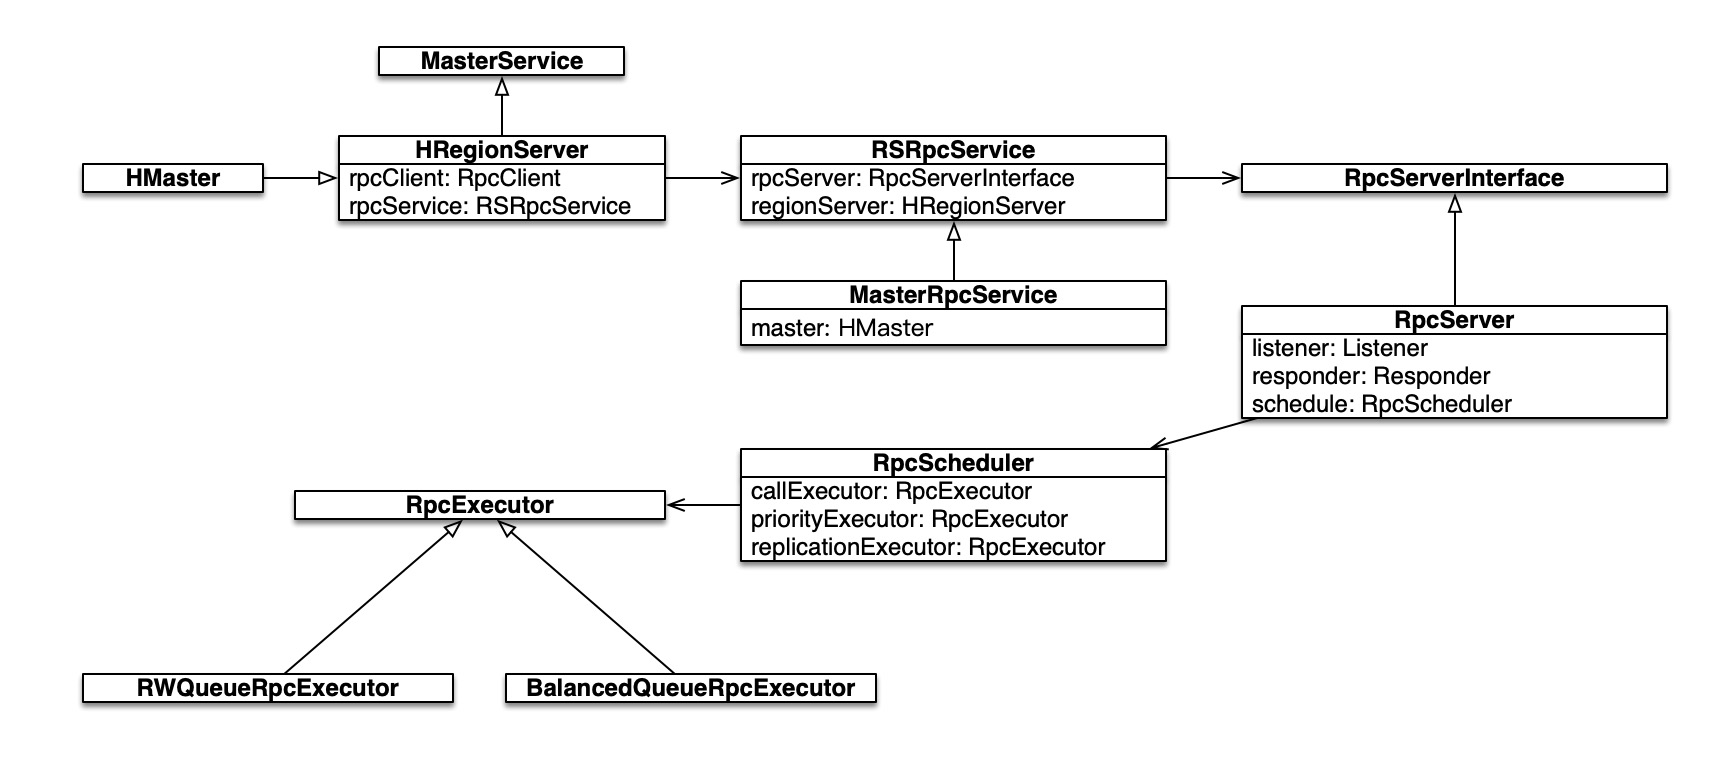 MasterService
HMaster
HRegionServer
rpcClient: RpcClient
rpcService: RSRpcService
RSRpcService
rpcServer: RpcServerInterface
regionServer: HRegionServer
RpcServerInterface
MasterRpcService
master: HMaster
RpcServer
listener: Listener
responder: Responder
schedule: RpcScheduler
RpcScheduler
callExecutor: RpcExecutor
priorityExecutor: RpcExecutor
replicationExecutor: RpcExecutor
RpcExecutor
RWQueueRpcExecutor
BalancedQueueRpcExecutor